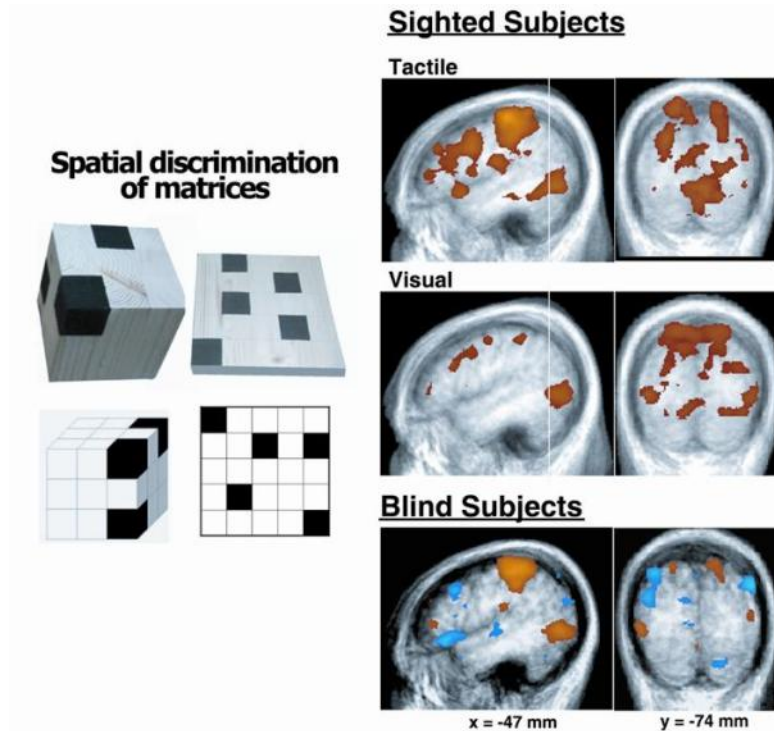 Spatial discrimination
of matrices
Sighted Subjects
Tactile
Visual
Blind Subjects
x = -47 mm
y = -74 mm